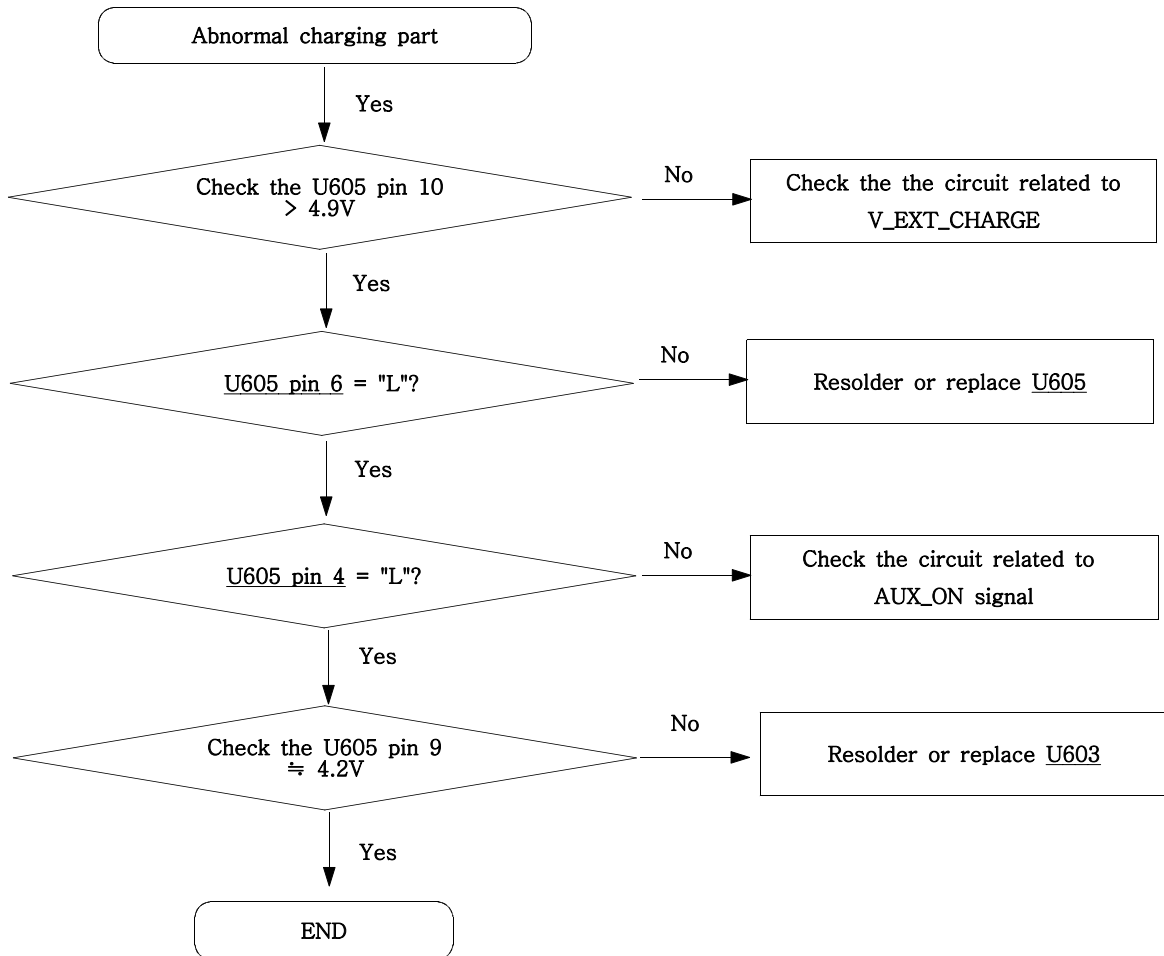 Abnormal charging part
Yes
Check the U605 pin 10
> 4.9V
No
Check the the circuit related to
V_EXT_CHARGE
Yes
U605 pin 6 = "L"?
No
Resolder or replace U605
Yes
U605 pin 4 = "L"?
No
Check the circuit related to
AUX_ON signal
Yes
Check the U605 pin 9
≒ 4.2V
No
Resolder or replace U603
Yes
END